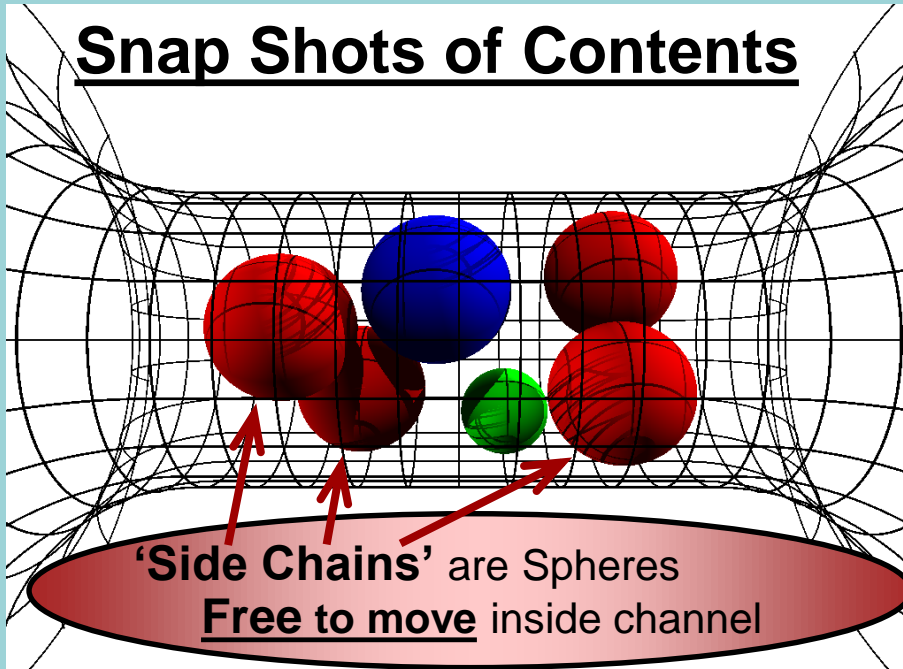 Snap Shots of Contents
‘Side Chains’ are Spheres
Free to move inside channel